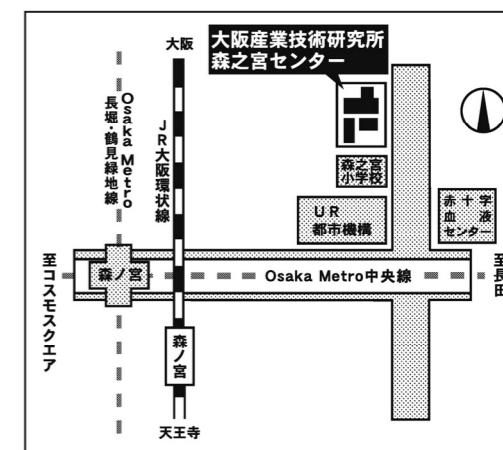 大阪
大阪産業技術研究所
森之宮センター
Osaka Metro
長堀・鶴見緑地線
JR大阪環状線
森之宮
小学校
UR
都市機構
赤十字
血液
センター
至コスモスクエア
森ノ宮
Osaka Metro中央線
至長田
森ノ宮
天王寺